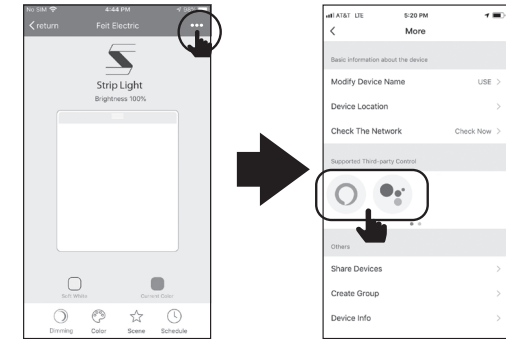 No SIM 4:44 PM 98%
return Feit Electric
Strip Light
Brightness 100%
Soft White Current Color
Dimming Color Scene Schedule
AT&T LTE 5:20 PM
More
Basic information about the device
Modify Device Name USE >
Device Location >
Check The Network Check Now >
Supported Third-party Control
Others
Share Devices >
Create Group >
Device Info >